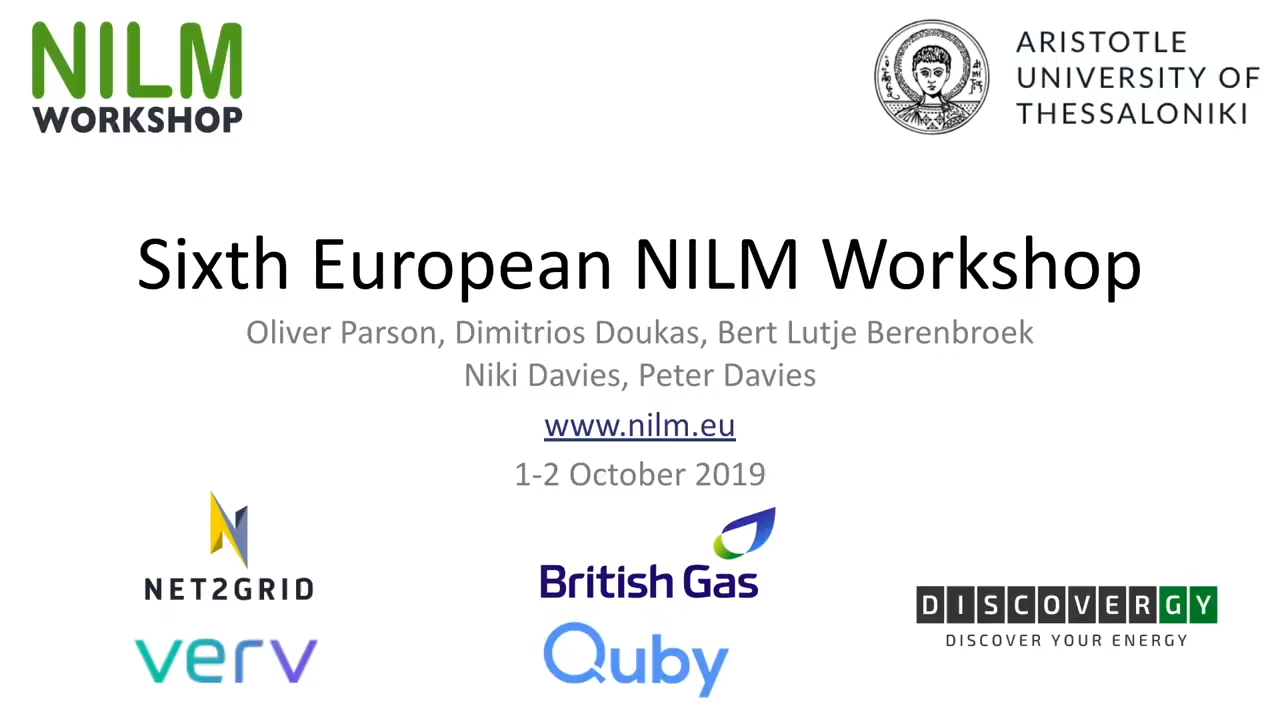 NILM
WORKSHOP
ARISTOTLE
UNIVERSITY OF
THESSALONIKI
Sixth European NILM Workshop
Oliver Parson, Dimitrios Doukas, Bert Lutje Berenbroek
Niki Davies, Peter Davies
www.nilm.eu
1-2 October 2019
NET2GRID
British Gas
DISCOVERGY
DISCOVER YOUR ENERGY
verv
Quby